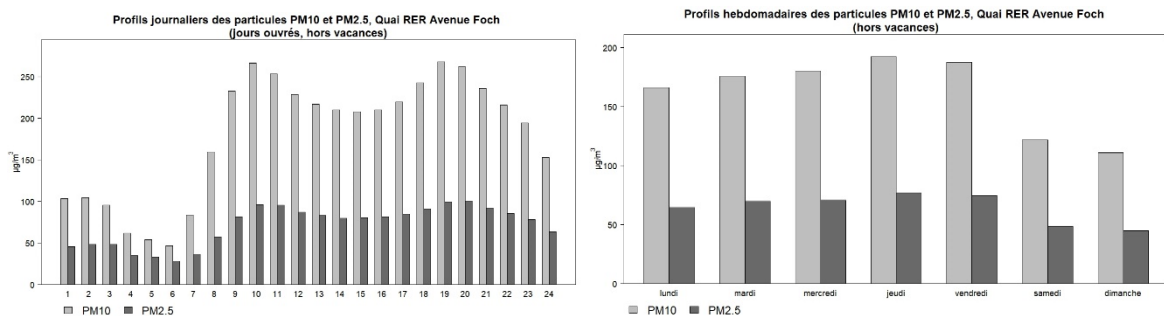 Profils journaliers des particules PM10 et PM2.5, Quai RER Avenue Foch
(jours ouvrés, hors vacances)
µg/m³
250
200
150
100
50
0
1 2 3 4 5 6 7 8 9 10 11 12 13 14 15 16 17 18 19 20 21 22 23 24
PM10 PM2.5
Profils hebdomadaires des particules PM10 et PM2.5, Quai RER Avenue Foch
(hors vacances)
µg/m³
200
150
100
50
0
lundi mardi mercredi jeudi vendredi samedi dimanche
PM10 PM2.5